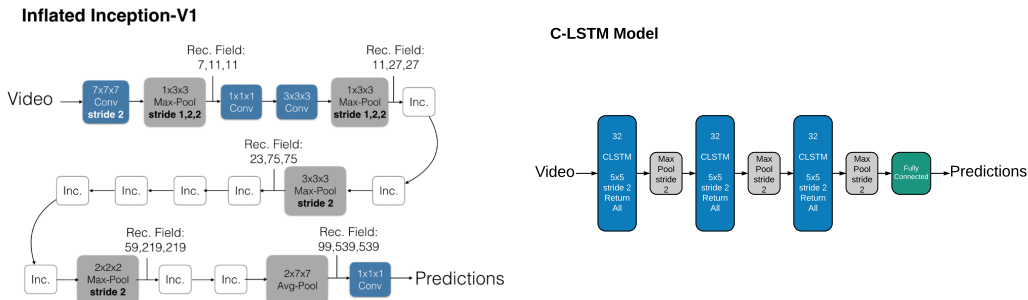 Inflated Inception-V1
Rec. Field:
7,11,11
Rec. Field:
11,27,27
Video
7x7x7
Conv
stride 2
1x3x3
Max-Pool
stride 1,2,2
1x1x1
Conv
3x3x3
Conv
1x3x3
Max-Pool
stride 1,2,2
Inc.
Rec. Field:
23,75,75
Inc.
Inc.
Inc.
Inc.
3x3x3
Max-Pool
stride 2
Inc.
Rec. Field:
59,219,219
Rec. Field:
99,539,539
Inc.
2x2x2
Max-Pool
stride 2
Inc.
Inc.
2x7x7
Avg-Pool
1x1x1
Conv
Predictions
C-LSTM Model
Video
32
CLSTM
5x5
stride 2
Return
All
Max
Pool
stride
2
32
CLSTM
5x5
stride 2
Return
All
Max
Pool
stride
2
32
CLSTM
5x5
stride 2
Return
All
Max
Pool
stride
2
Fully
Connected
Predictions